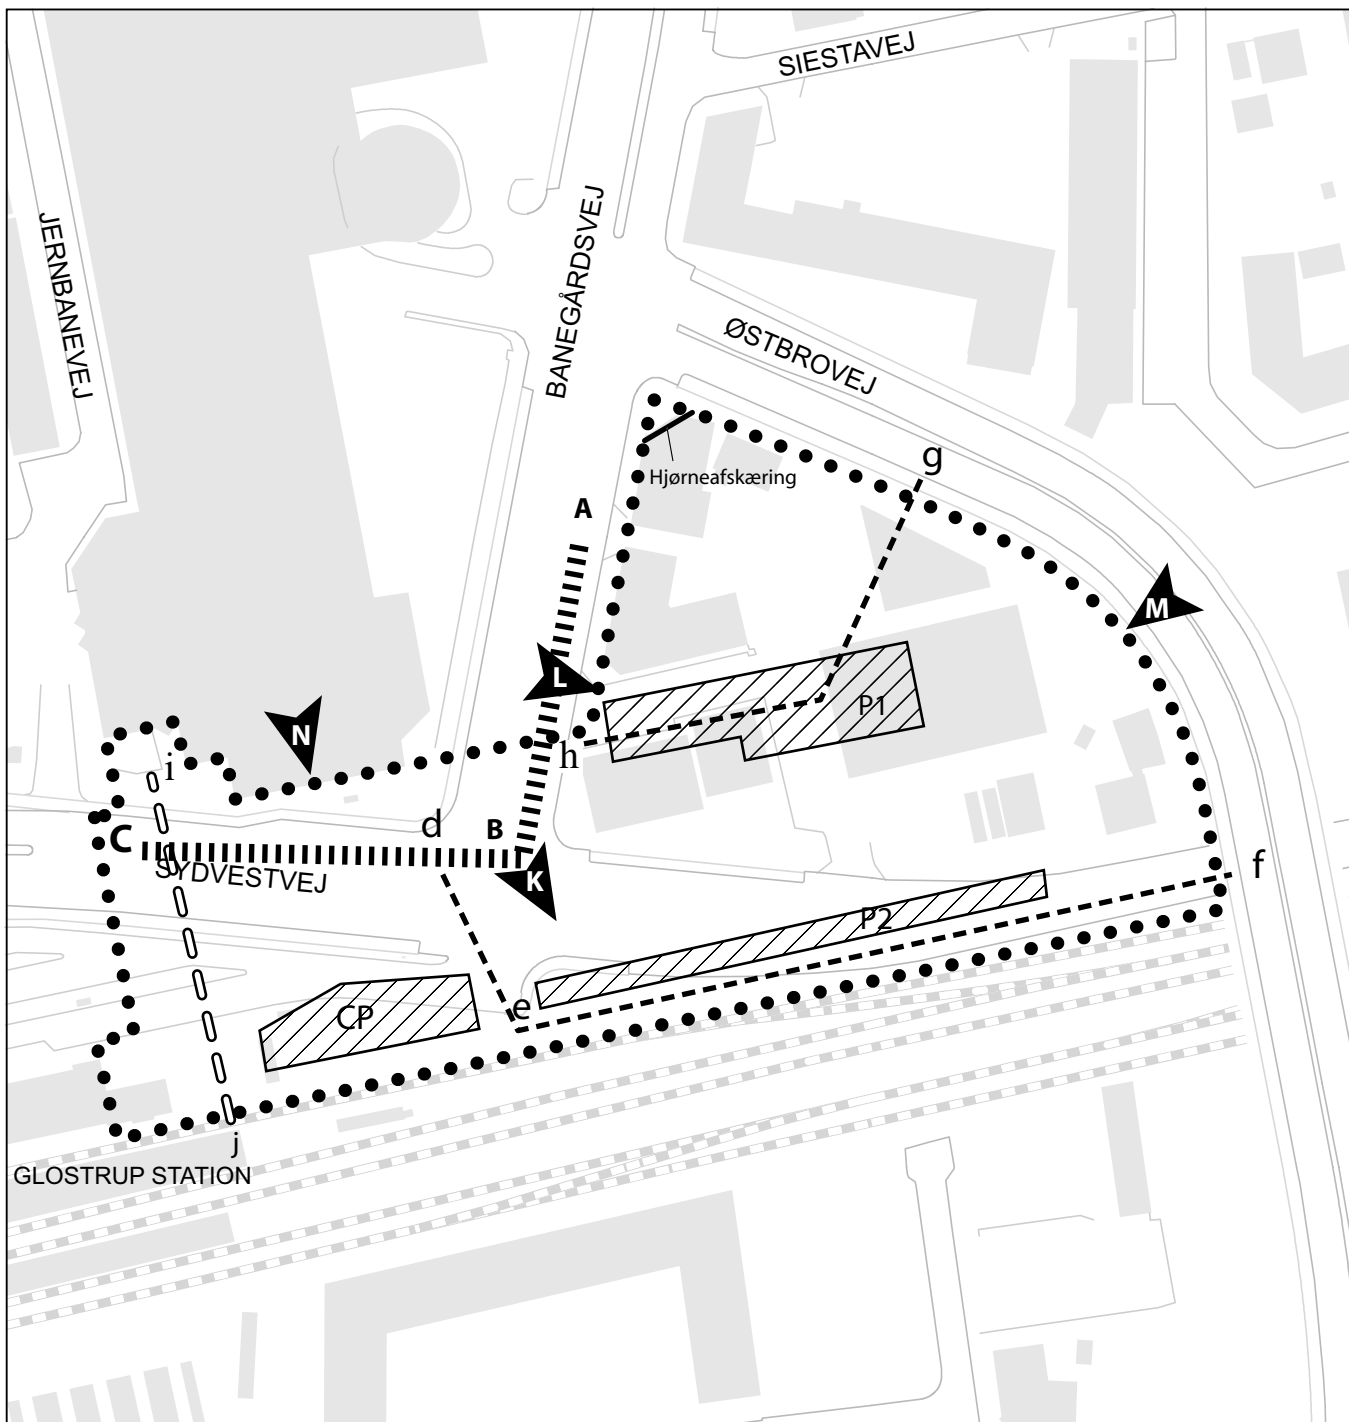 SIESTAVEJ
JERNBANEVEJ
BANEGÅRDSVEJ
ØSTBROVEJ
g
Hjørneafskæring
A
M
L
P1
N
h
i
d
B
C
SYDVESTVEJ
K
f
P2
e
CP
j
GLOSTRUP STATION